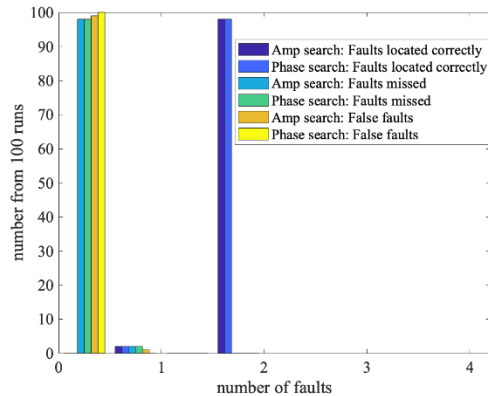 100
90
80
70
60
50
40
30
20
10
0
number from 100 runs
Amp search: Faults located correctly
Phase search: Faults located correctly
Amp search: Faults missed
Phase search: Faults missed
Amp search: False faults
Phase search: False faults
0 1 2 3 4
number of faults